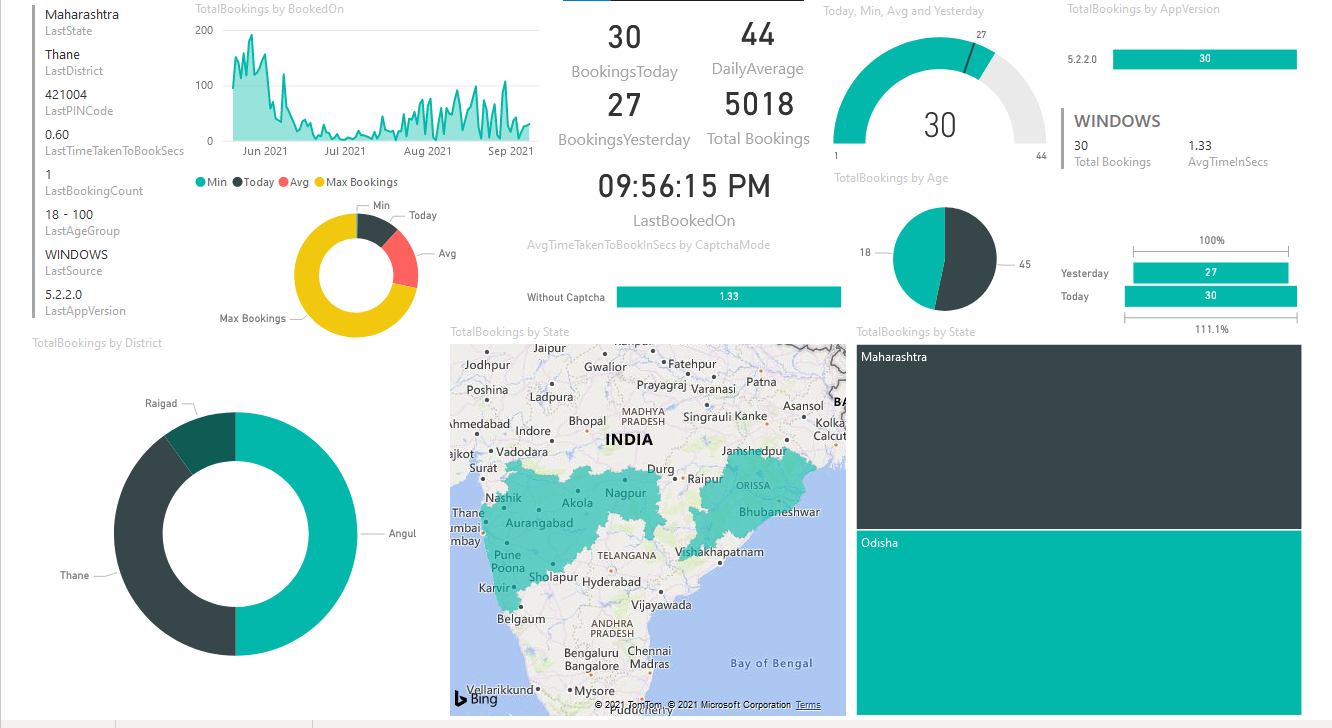 Maharashtra
LastState
Thane
LastDistrict
421004
LastPINCode
0.60
LastTimeTakenToBookSecs
1
LastBookingCount
18 - 100
LastAgeGroup
WINDOWS
LastSource
5.2.2.0
LastAppVersion
TotalBookings by BookedOn
200
100
0
Jun 2021
Jul 2021
Aug 2021
Sep 2021
Min
Today
Avg
Max Bookings
Min
Today
Avg
Max Bookings
30
BookingsToday
44
DailyAverage
27
BookingsYesterday
5018
Total Bookings
09:56:15 PM
LastBookedOn
AvgTimeTakenToBookInSecs by CaptchaMode
Without Captcha
1.33
Today, Min, Avg and Yesterday
27
30
1
44
TotalBookings by Age
18
45
TotalBookings by AppVersion
5.2.2.0
30
WINDOWS
30
Total Bookings
1.33
AvgTimeInSecs
100%
Yesterday
27
Today
30
111.1%
TotalBookings by District
Raigad
Angul
Thane
TotalBookings by State
Jaipur
Jodhpur
Gwalior
Fatehpur
Poshina
Prayagraj
Varanasi
Patna
Ladpura
Asansol
BA
MADHYA
PRADESH
Singrauli
Kanke
Ahmedabad
Bhopal
Kolka
Calcut
Indore
INDIA
ajkot
Vadodara
Jamshedpur
Surat
Durg
Raipur
Nashik
Akola
Nagpur
ORISSA
Thane
Bhubaneshwar
umbai
mbay
Aurangabad
Pune
Poona
TELANGANA
Vishakhapatnam
Sholapur
Hyderabad
Karvir
Vijayawada
Belgaum
ANDHRA
PRADESH
Bengaluru
Bangalore
Chennai
Madras
Bay of Bengal
Vellarikkund
Mysore
Bing
© 2021 TomTom, © 2021 Microsoft Corporation Terms
Puducherry
TotalBookings by State
Maharashtra
Odisha